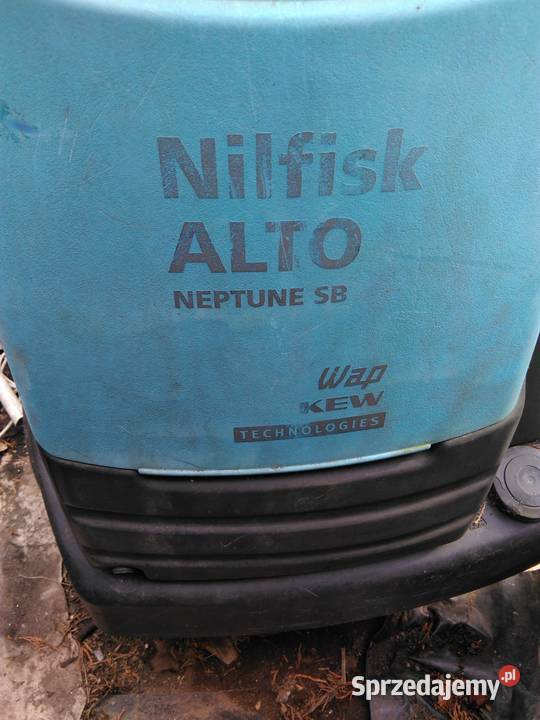 Nilfisk
ALTO
NEPTUNE SB
Wap
KEW
TECHNOLOGIES
Sprzedajemy.pl